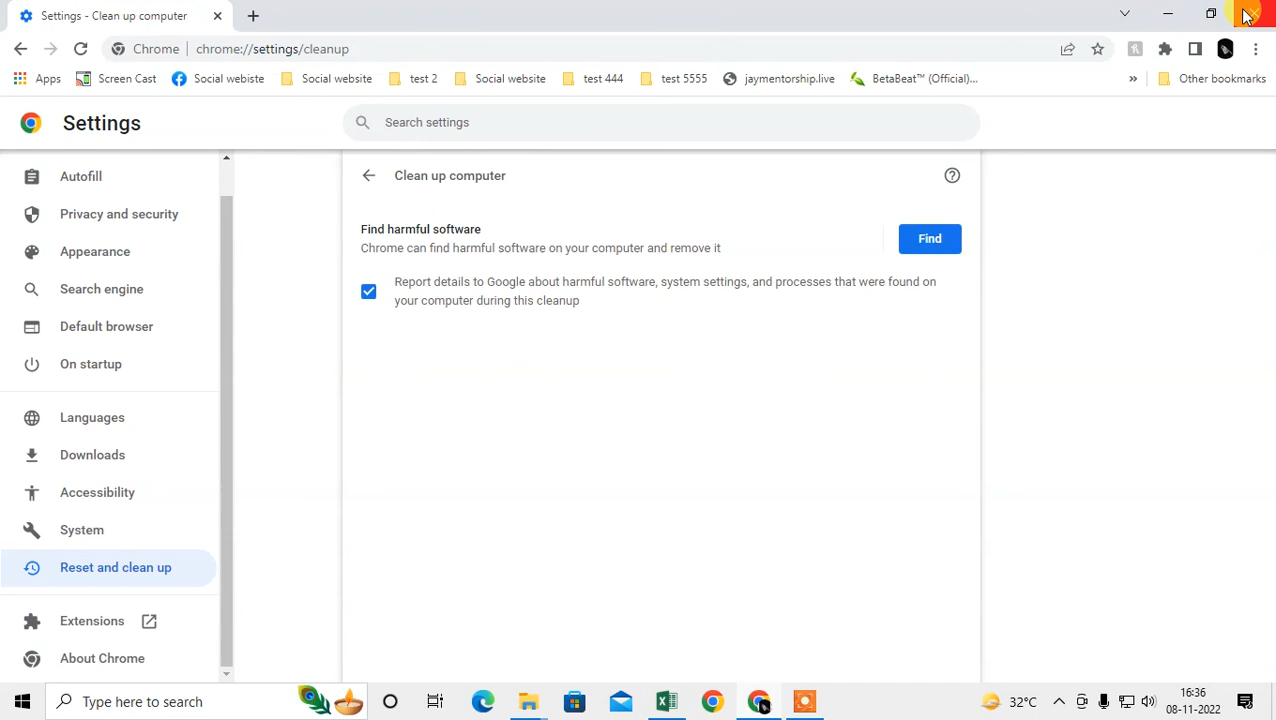 Settings - Clean up computer
Chrome
chrome://settings/cleanup
Apps
Screen Cast
Social webiste
Social website
test 2
Social website
test 444
test 5555
jaymentorship.live
BetaBeat™ (Official)...
»
Other bookmarks
Settings
Search settings
Autofill
Privacy and security
Appearance
Search engine
Default browser
On startup
Languages
Downloads
Accessibility
System
Reset and clean up
Extensions
About Chrome
Clean up computer
Find harmful software
Chrome can find harmful software on your computer and remove it
Find
Report details to Google about harmful software, system settings, and processes that were found on
your computer during this cleanup
Type here to search
32°C
16:36
08-11-2022